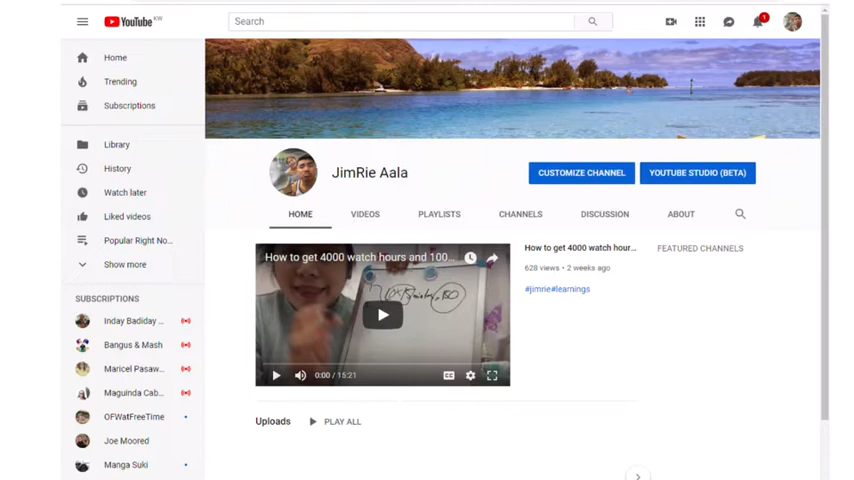 YouTube KW
Search
1
Home
Trending
Subscriptions
Library
History
Watch later
Liked videos
Popular Right No...
Show more
SUBSCRIPTIONS
Inday Badiday ...
Bangus & Mash
Maricel Pasaw...
Maguinda Cab...
OFWatFreeTime
Joe Moored
Manga Suki
JimRie Aala
CUSTOMIZE CHANNEL
YOUTUBE STUDIO (BETA)
HOME
VIDEOS
PLAYLISTS
CHANNELS
DISCUSSION
ABOUT
How to get 4000 watch hours and 100...
0:00 / 15:21
CC
How to get 4000 watch hour...
628 views • 2 weeks ago
#jimrie#learnings
FEATURED CHANNELS
Uploads
PLAY ALL